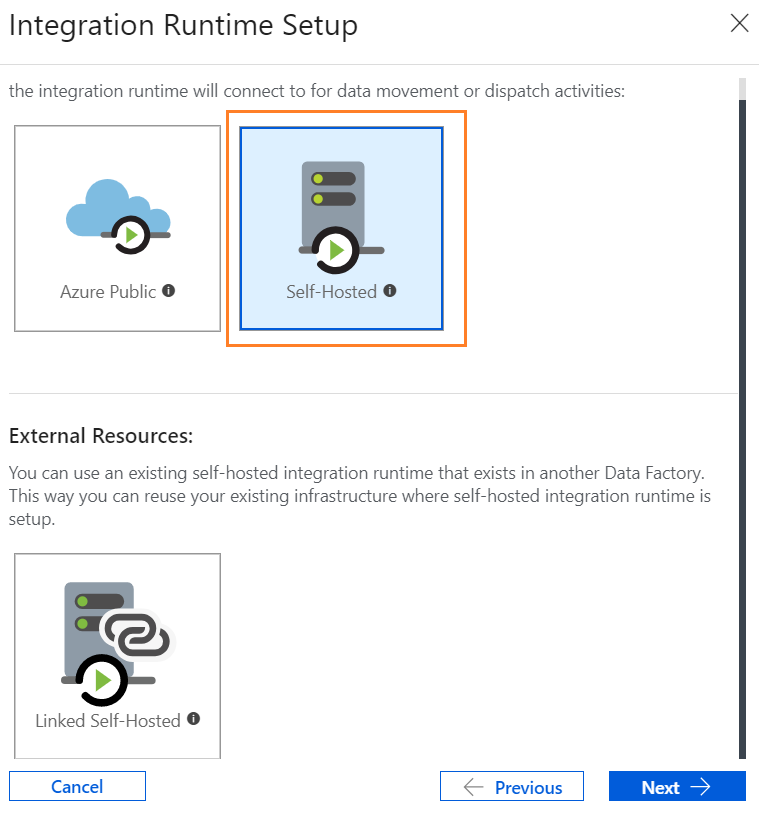 Integration Runtime Setup
the integration runtime will connect to for data movement or dispatch activities:
Azure Public
Self-Hosted
External Resources:
You can use an existing self-hosted integration runtime that exists in another Data Factory.
This way you can reuse your existing infrastructure where self-hosted integration runtime is
setup.
Linked Self-Hosted
Cancel
Previous
Next